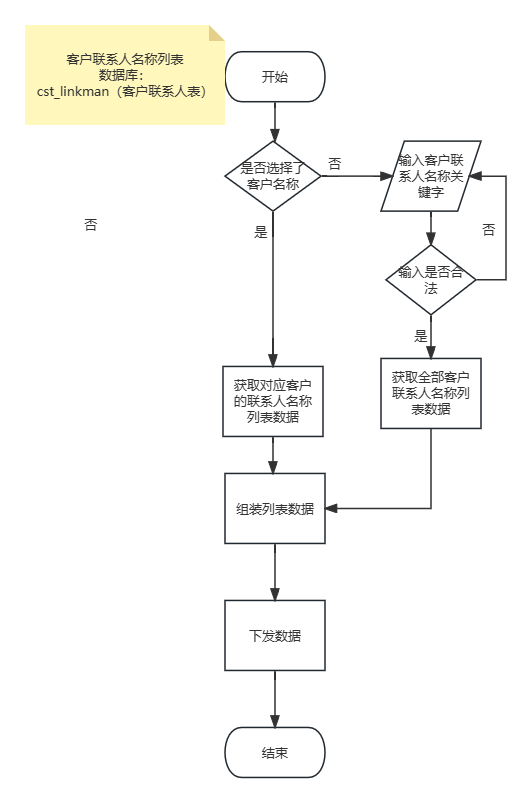 客户联系人名称列表
数据库：
cst_linkman（客户联系人表）
开始
是否选择了
客户名称
否
输入客户联
系人名称关
键字
否
是
否
输入是否合
法
是
获取对应客户
的联系人名称
列表数据
获取全部客户
联系人名称列
表数据
组装列表数据
下发数据
结束